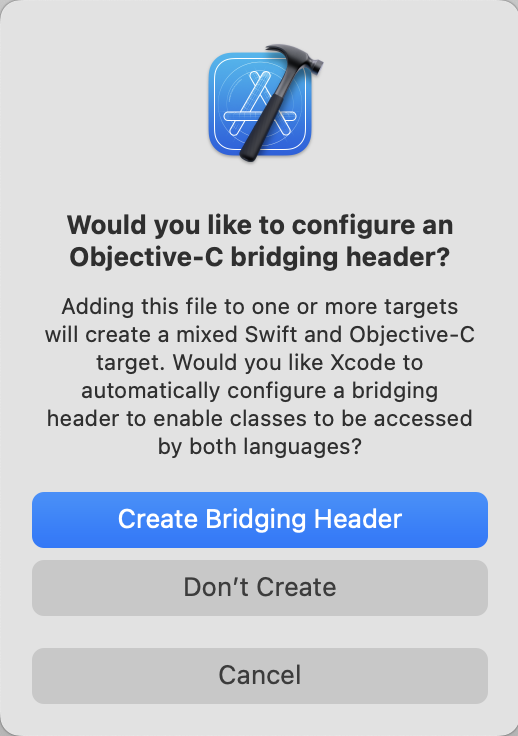 Would you like to configure an
Objective-C bridging header?
Adding this file to one or more targets
will create a mixed Swift and Objective-C
target. Would you like Xcode to
automatically configure a bridging
header to enable classes to be accessed
by both languages?
Create Bridging Header
Don’t Create
Cancel